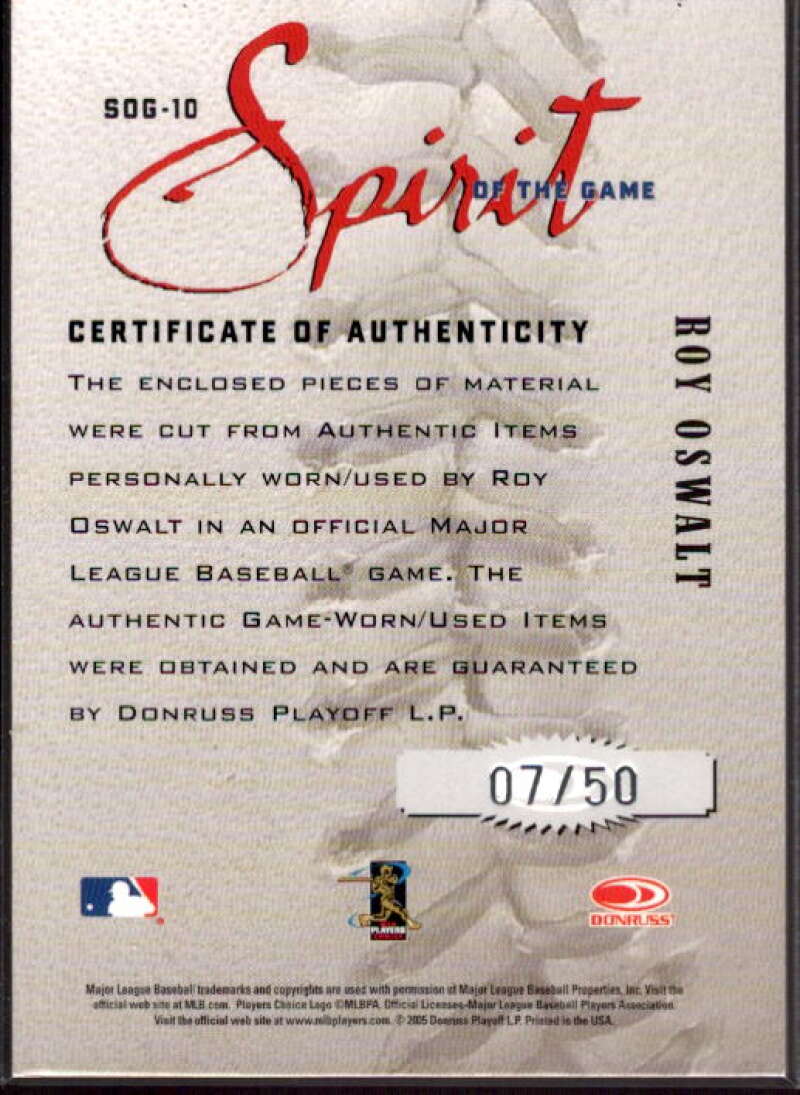 SOG-10
Spirit
OF THE GAME
CERTIFICATE OF AUTHENTICITY
THE ENCLOSED PIECES OF MATERIAL
WERE CUT FROM AUTHENTIC ITEMS
PERSONALLY WORN/USED BY ROY
OSWALT IN AN OFFICIAL MAJOR
LEAGUE BASEBALL® GAME. THE
AUTHENTIC GAME-WORN/USED ITEMS
WERE OBTAINED AND ARE GUARANTEED
BY DONRUSS PLAYOFF L.P.
ROY OSWALT
07/50
PLAYERS
CHOICE
DONRUSS
Major League Baseball trademarks and copyrights are used with permission of Major League Baseball Properties, Inc. Visit the
official web site at MLB.com. Players Choice Logo ©MLBPA. Official Licensee-Major League Baseball Players Association.
Visit the official web site at www.mlbplayers.com. © 2005 Donruss Playoff L.P. Printed in the USA.